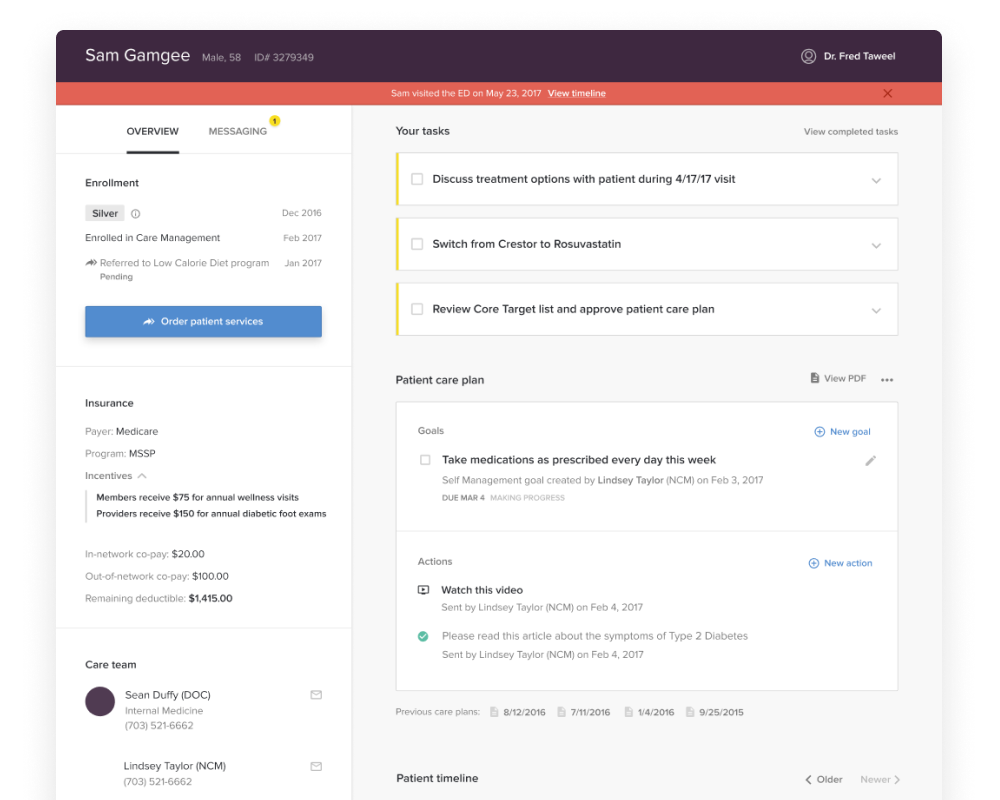 Sam Gamgee Male, 58 ID# 3279349
Dr. Fred Taweel
Sam visited the ED on May 23, 2017 View timeline
OVERVIEW MESSAGING 1
Enrollment
Silver Dec 2016
Enrolled in Care Management Feb 2017
Referred to Low Calorie Diet program Jan 2017
Pending
Order patient services
Insurance
Payer: Medicare
Program: MSSP
Incentives
Members receive $75 for annual wellness visits
Providers receive $150 for annual diabetic foot exams
In-network co-pay: $20.00
Out-of-network co-pay: $100.00
Remaining deductible: $1,415.00
Care team
Sean Duffy (DOC)
Internal Medicine
(703) 521-6662
Lindsey Taylor (NCM)
(703) 521-6662
Your tasks View completed tasks
Discuss treatment options with patient during 4/17/17 visit
Switch from Crestor to Rosuvastatin
Review Core Target list and approve patient care plan
Patient care plan View PDF
Goals New goal
Take medications as prescribed every day this week
Self Management goal created by Lindsey Taylor (NCM) on Feb 3, 2017
DUE MAR 4 MAKING PROGRESS
Actions New action
Watch this video
Sent by Lindsey Taylor (NCM) on Feb 4, 2017
Please read this article about the symptoms of Type 2 Diabetes
Sent by Lindsey Taylor (NCM) on Feb 4, 2017
Previous care plans: 8/12/2016 7/11/2016 1/4/2016 9/25/2015
Patient timeline Older Newer